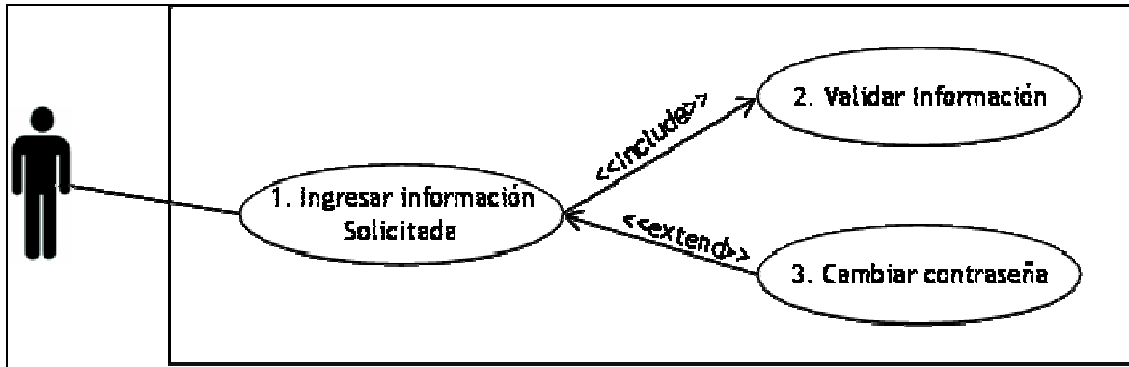 2. Validar Información
<<include>>
1. Ingresar información
Solicitada
<<extend>>
3. Cambiar contraseña